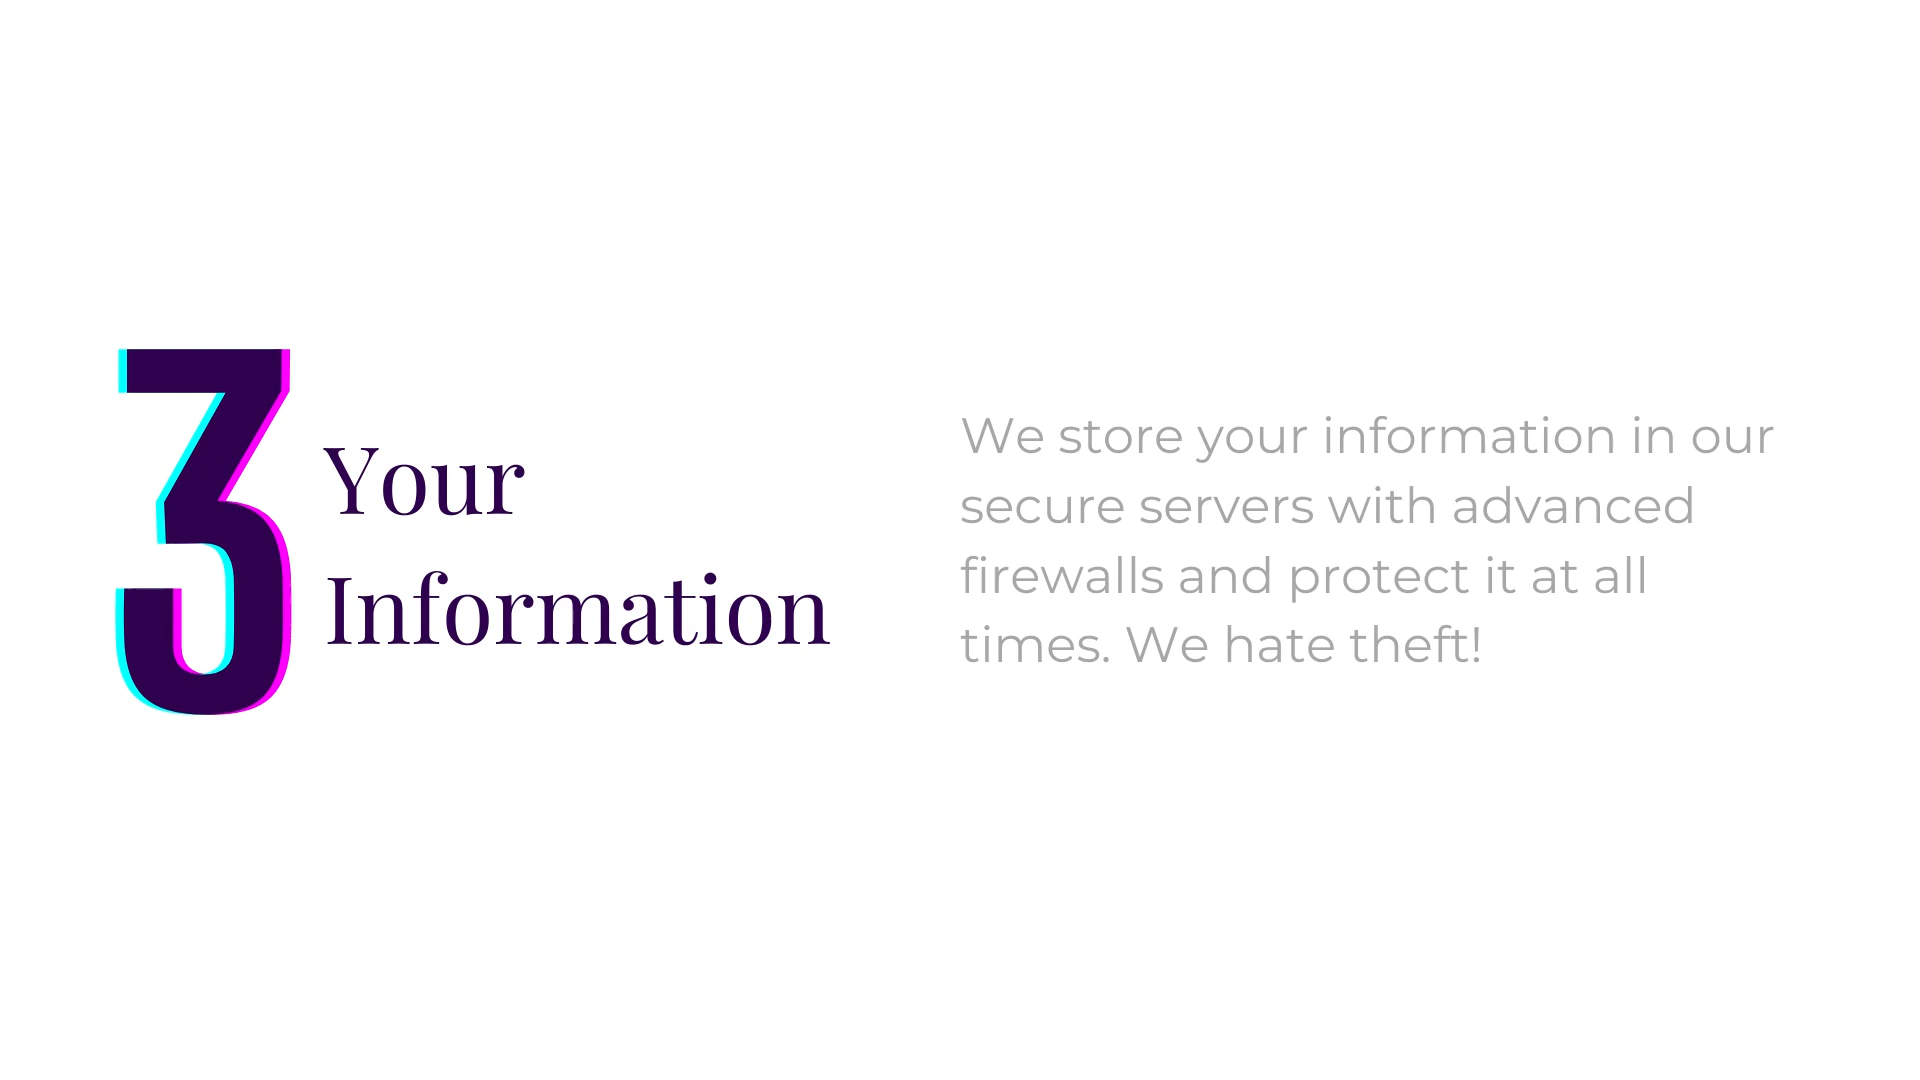 3
Your
Information
We store your information in our
secure servers with advanced
firewalls and protect it at all
times. We hate theft!